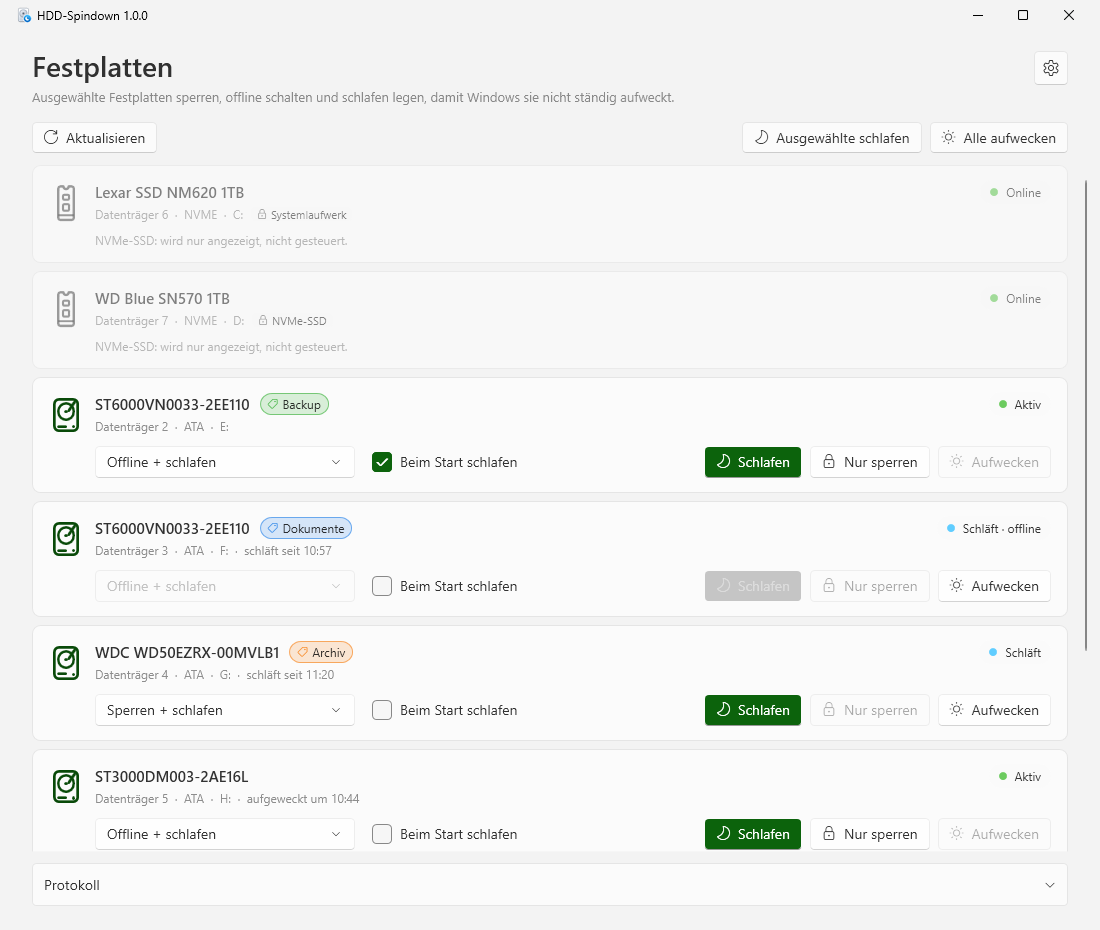 HDD-Spindown 1.0.0
Festplatten
Ausgewählte Festplatten sperren, offline schalten und schlafen legen, damit Windows sie nicht ständig aufweckt.
Aktualisieren
Ausgewählte schlafen
Alle aufwecken
Lexar SSD NM620 1TB
Online
Datenträger 6 · NVME · C: Systemlaufwerk
NVMe-SSD: wird nur angezeigt, nicht gesteuert.
WD Blue SN570 1TB
Online
Datenträger 7 · NVME · D: NVMe-SSD
NVMe-SSD: wird nur angezeigt, nicht gesteuert.
ST6000VN0033-2EE110 Backup
Aktiv
Datenträger 2 · ATA · E:
Offline + schlafen
Beim Start schlafen
Schlafen
Nur sperren
Aufwecken
ST6000VN0033-2EE110 Dokumente
Schläft · offline
Datenträger 3 · ATA · F: · schläft seit 10:57
Offline + schlafen
Beim Start schlafen
Schlafen
Nur sperren
Aufwecken
WDC WD50EZRX-00MVLB1 Archiv
Schläft
Datenträger 4 · ATA · G: · schläft seit 11:20
Sperren + schlafen
Beim Start schlafen
Schlafen
Nur sperren
Aufwecken
ST3000DM003-2AE16L
Aktiv
Datenträger 5 · ATA · H: · aufgeweckt um 10:44
Offline + schlafen
Beim Start schlafen
Schlafen
Nur sperren
Aufwecken
Protokoll